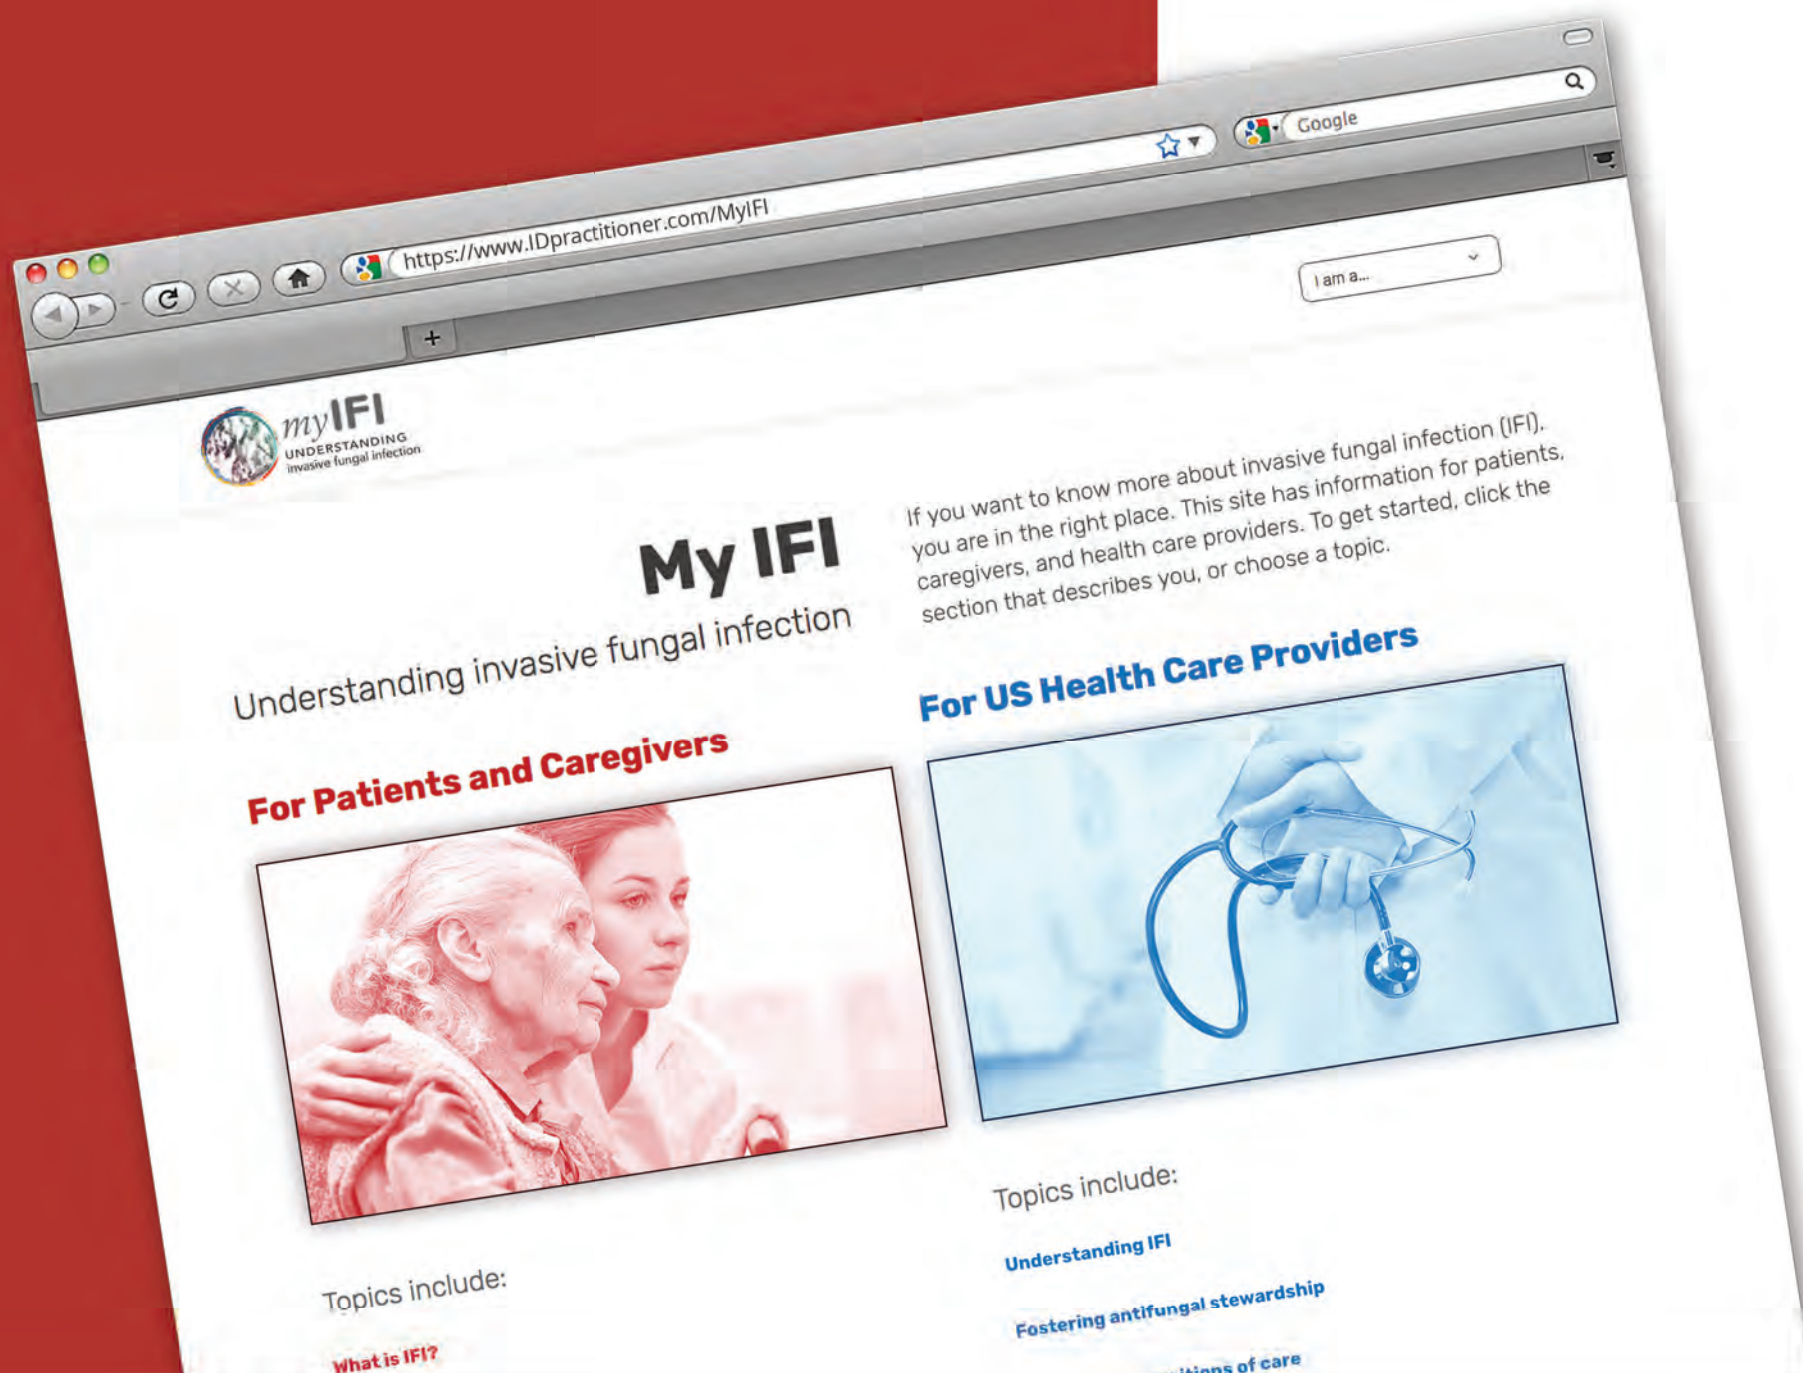 Google
https://www.IDpractitioner.com/MyIFI
I am a...
myIFI
UNDERSTANDING
invasive fungal infection
If you want to know more about invasive fungal infection (IFI),
you are in the right place. This site has information for patients,
caregivers, and health care providers. To get started, click the
section that describes you, or choose a topic.
My IFI
Understanding invasive fungal infection
For Patients and Caregivers
Topics include:
What is IFI?
For US Health Care Providers
Topics include:
Understanding IFI
Fostering antifungal stewardship
of care